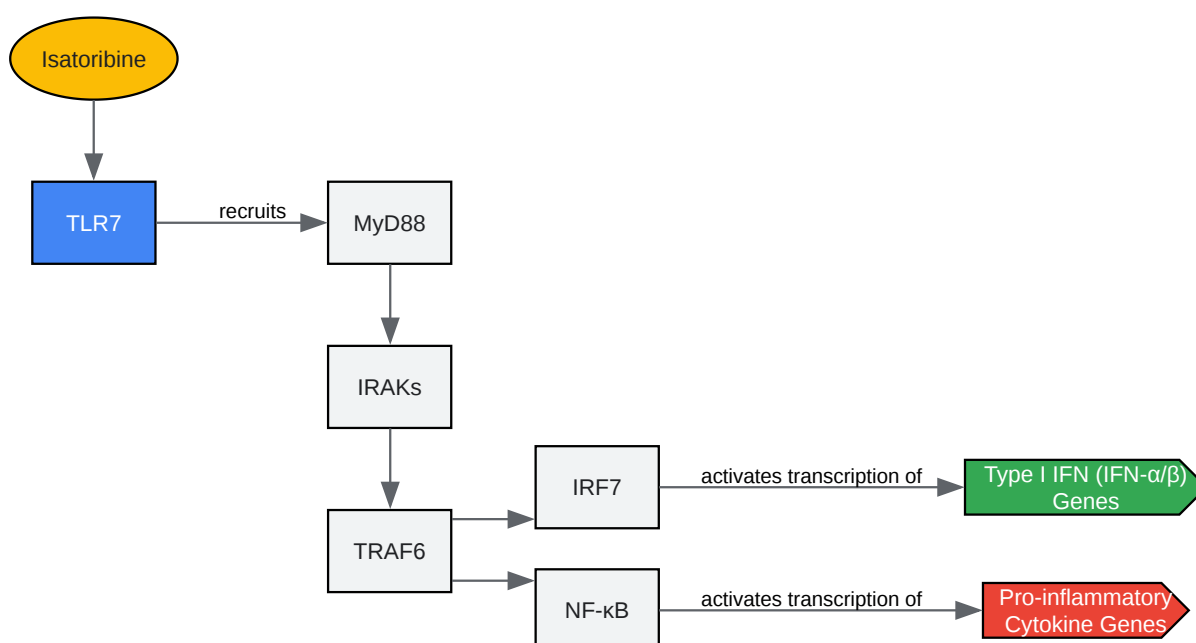 Isatoribine
TLR7
recruits
MyD88
IRAKs
IRF7
activates transcription of
Type I IFN (IFN-α/β)
Genes
TRAF6
NF-κB
activates transcription of
Pro-inflammatory
Cytokine Genes